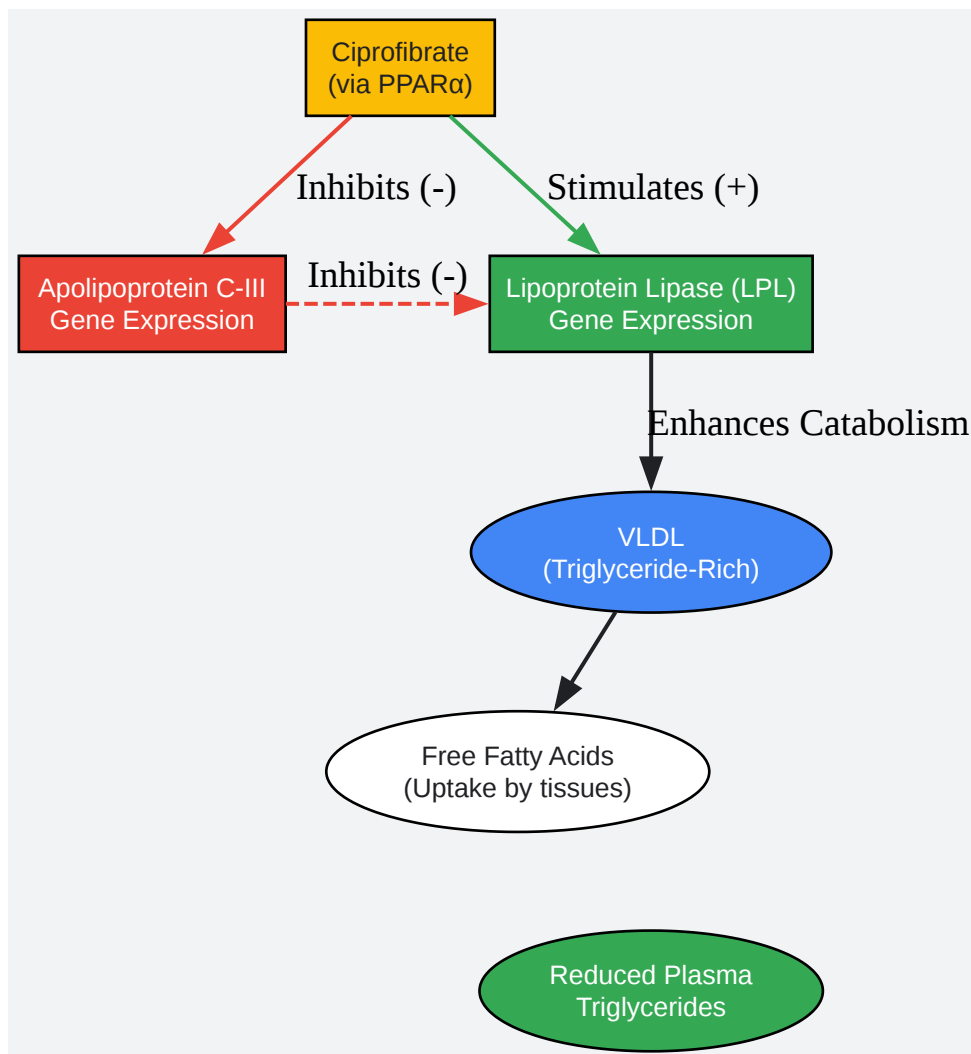 Ciprofibrate
(via PPARα)
Inhibits (-)
Stimulates (+)
Apolipoprotein C-III
Gene Expression
Inhibits (-)
Lipoprotein Lipase (LPL)
Gene Expression
Enhances Catabolism
VLDL
(Triglyceride-Rich)
Free Fatty Acids
(Uptake by tissues)
Reduced Plasma
Triglycerides